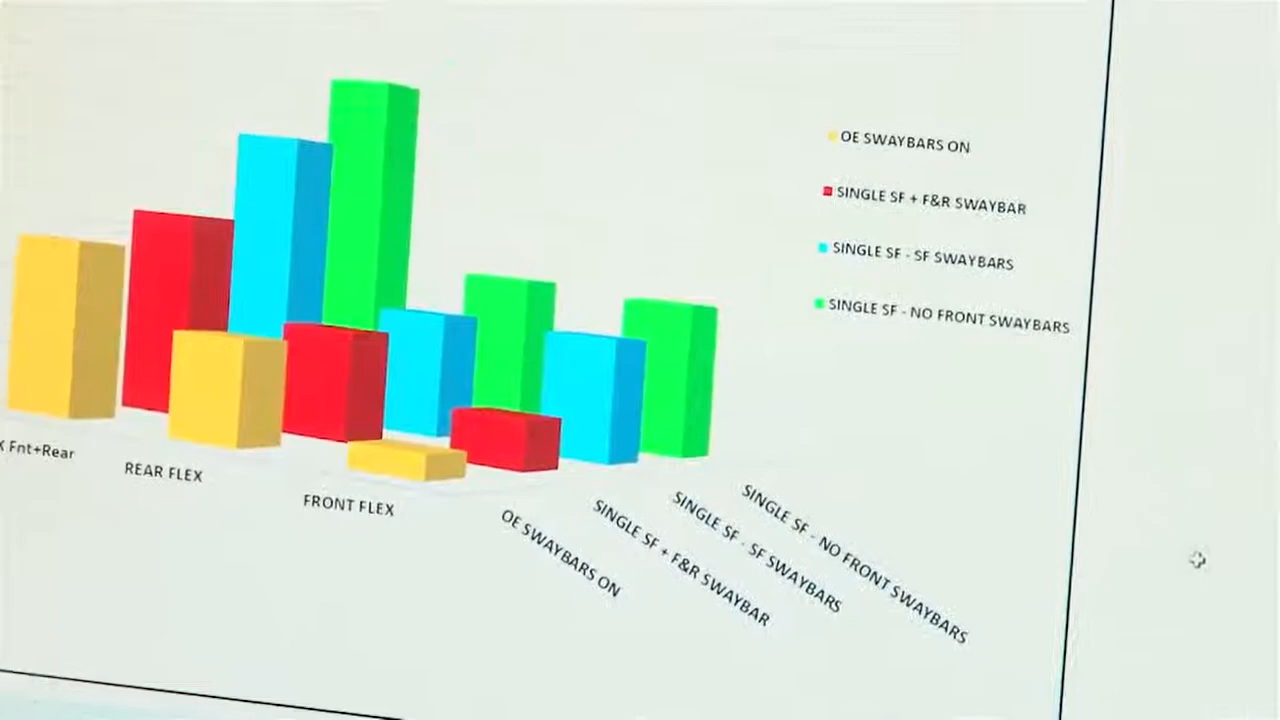 OE SWAYBARS ON
SINGLE SF + F&R SWAYBAR
SINGLE SF - SF SWAYBARS
SINGLE SF - NO FRONT SWAYBARS
X Fnt+Rear
REAR FLEX
FRONT FLEX
OE SWAYBARS ON
SINGLE SF + F&R SWAYBAR
SINGLE SF - SF SWAYBARS
SINGLE SF - NO FRONT SWAYBARS